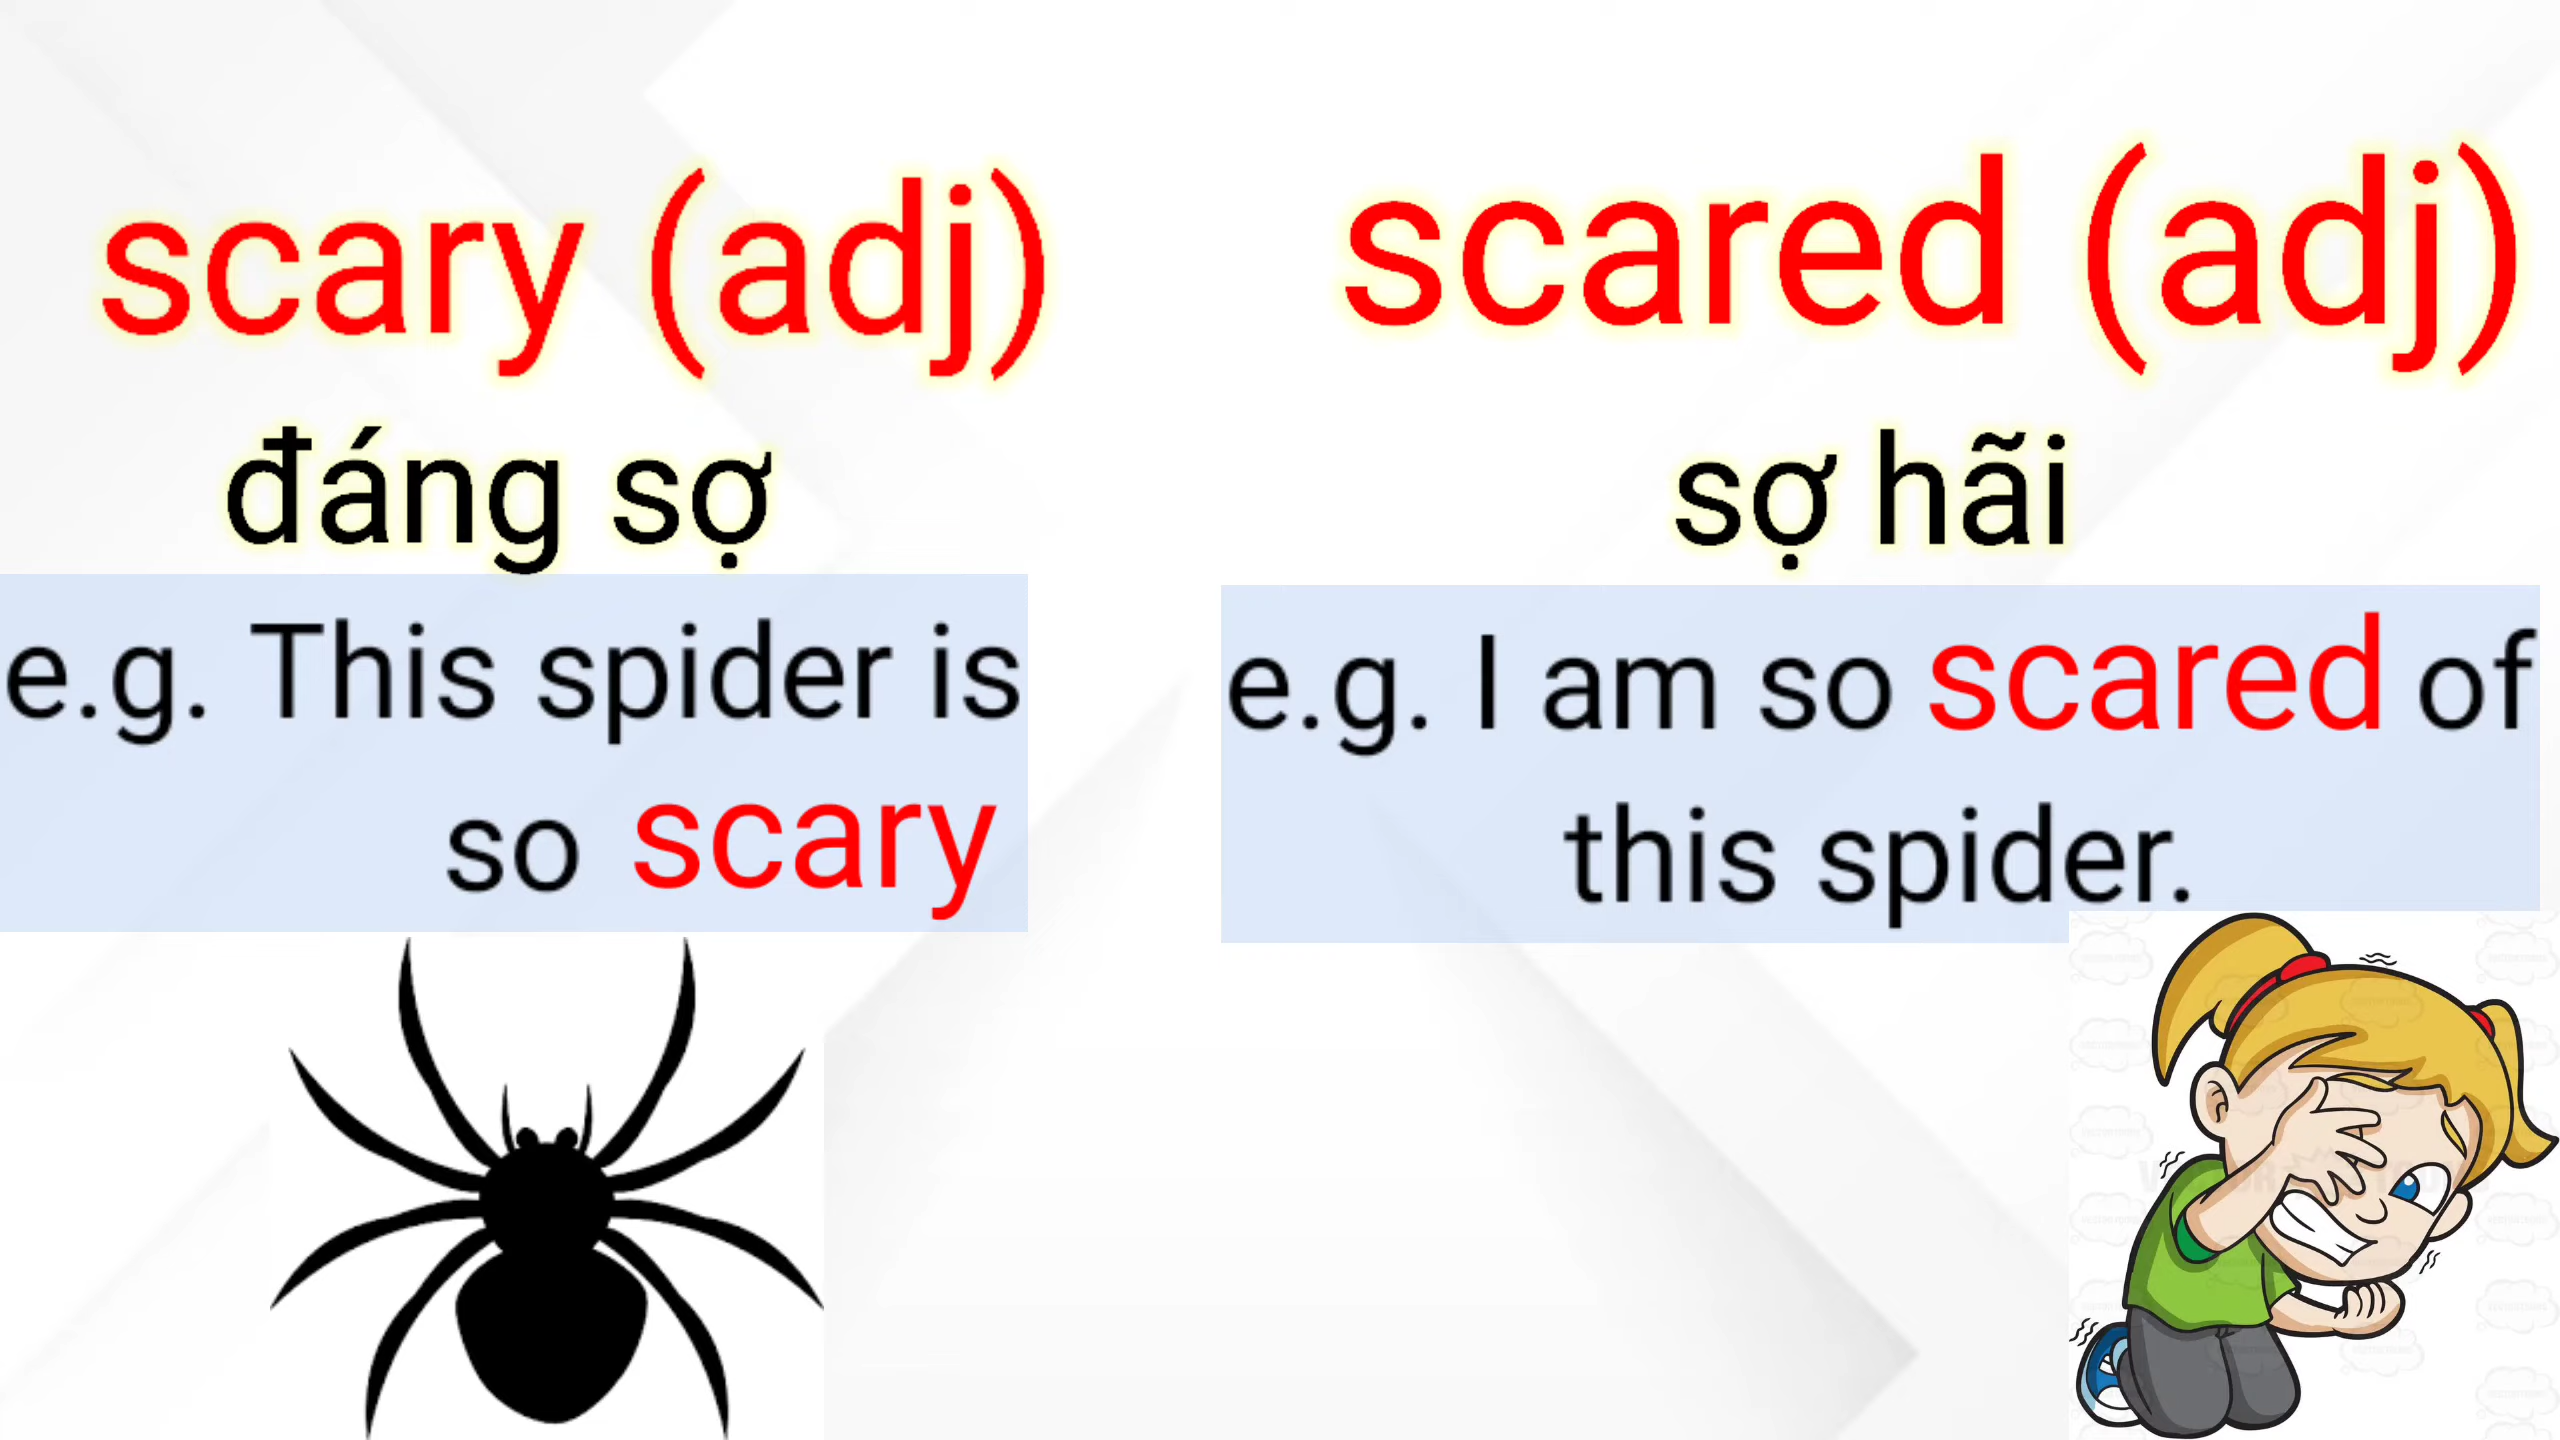 scary (adj)
đáng sợ
e.g. This spider is
so scary
scared (adj)
sợ hãi
e.g. I am so scared of
this spider.